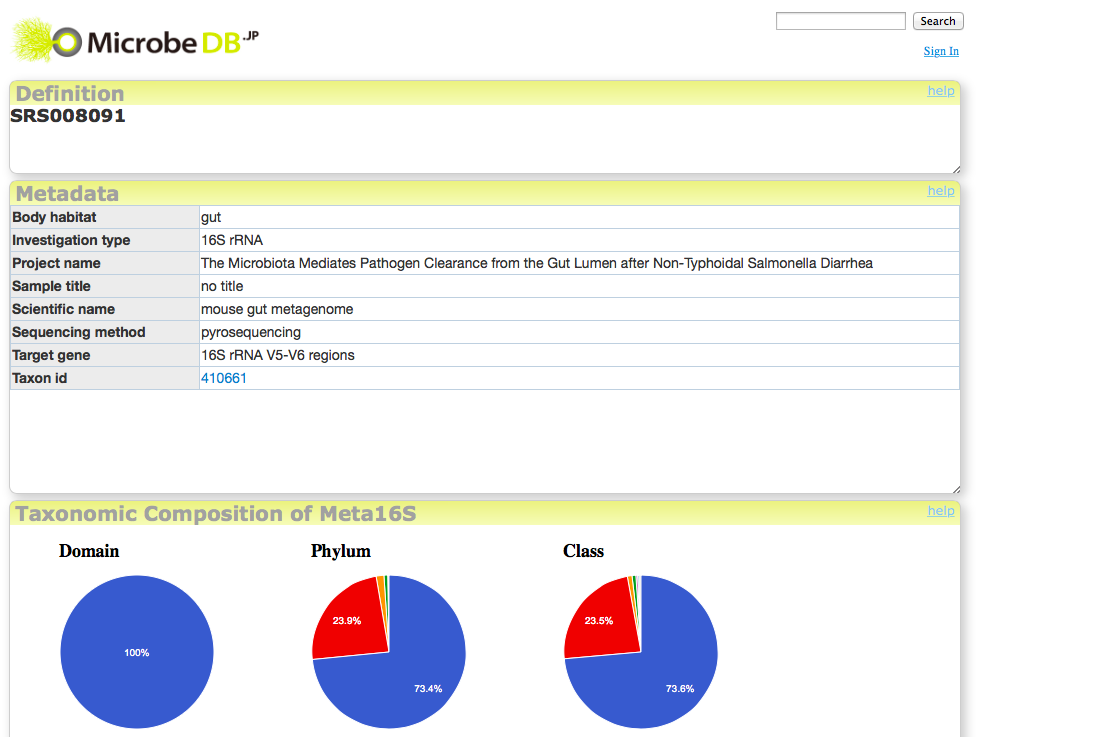 Microbe DB.JP
Search
Sign In
Definition help
SRS008091
Metadata help
Body habitat gut
Investigation type 16S rRNA
Project name The Microbiota Mediates Pathogen Clearance from the Gut Lumen after Non-Typhoidal Salmonella Diarrhea
Sample title no title
Scientific name mouse gut metagenome
Sequencing method pyrosequencing
Target gene 16S rRNA V5-V6 regions
Taxon id 410661
Taxonomic Composition of Meta16S help
Domain Phylum Class
100% 23.9% 73.4% 23.5% 73.6%